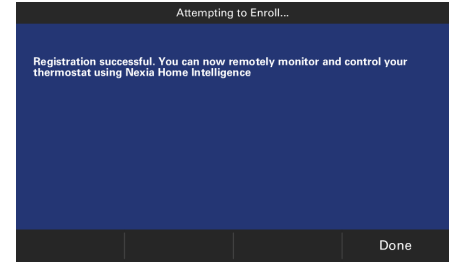 Attempting to Enroll...
Registration successful. You can now remotely monitor and control your
thermostat using Nexia Home Intelligence
Done